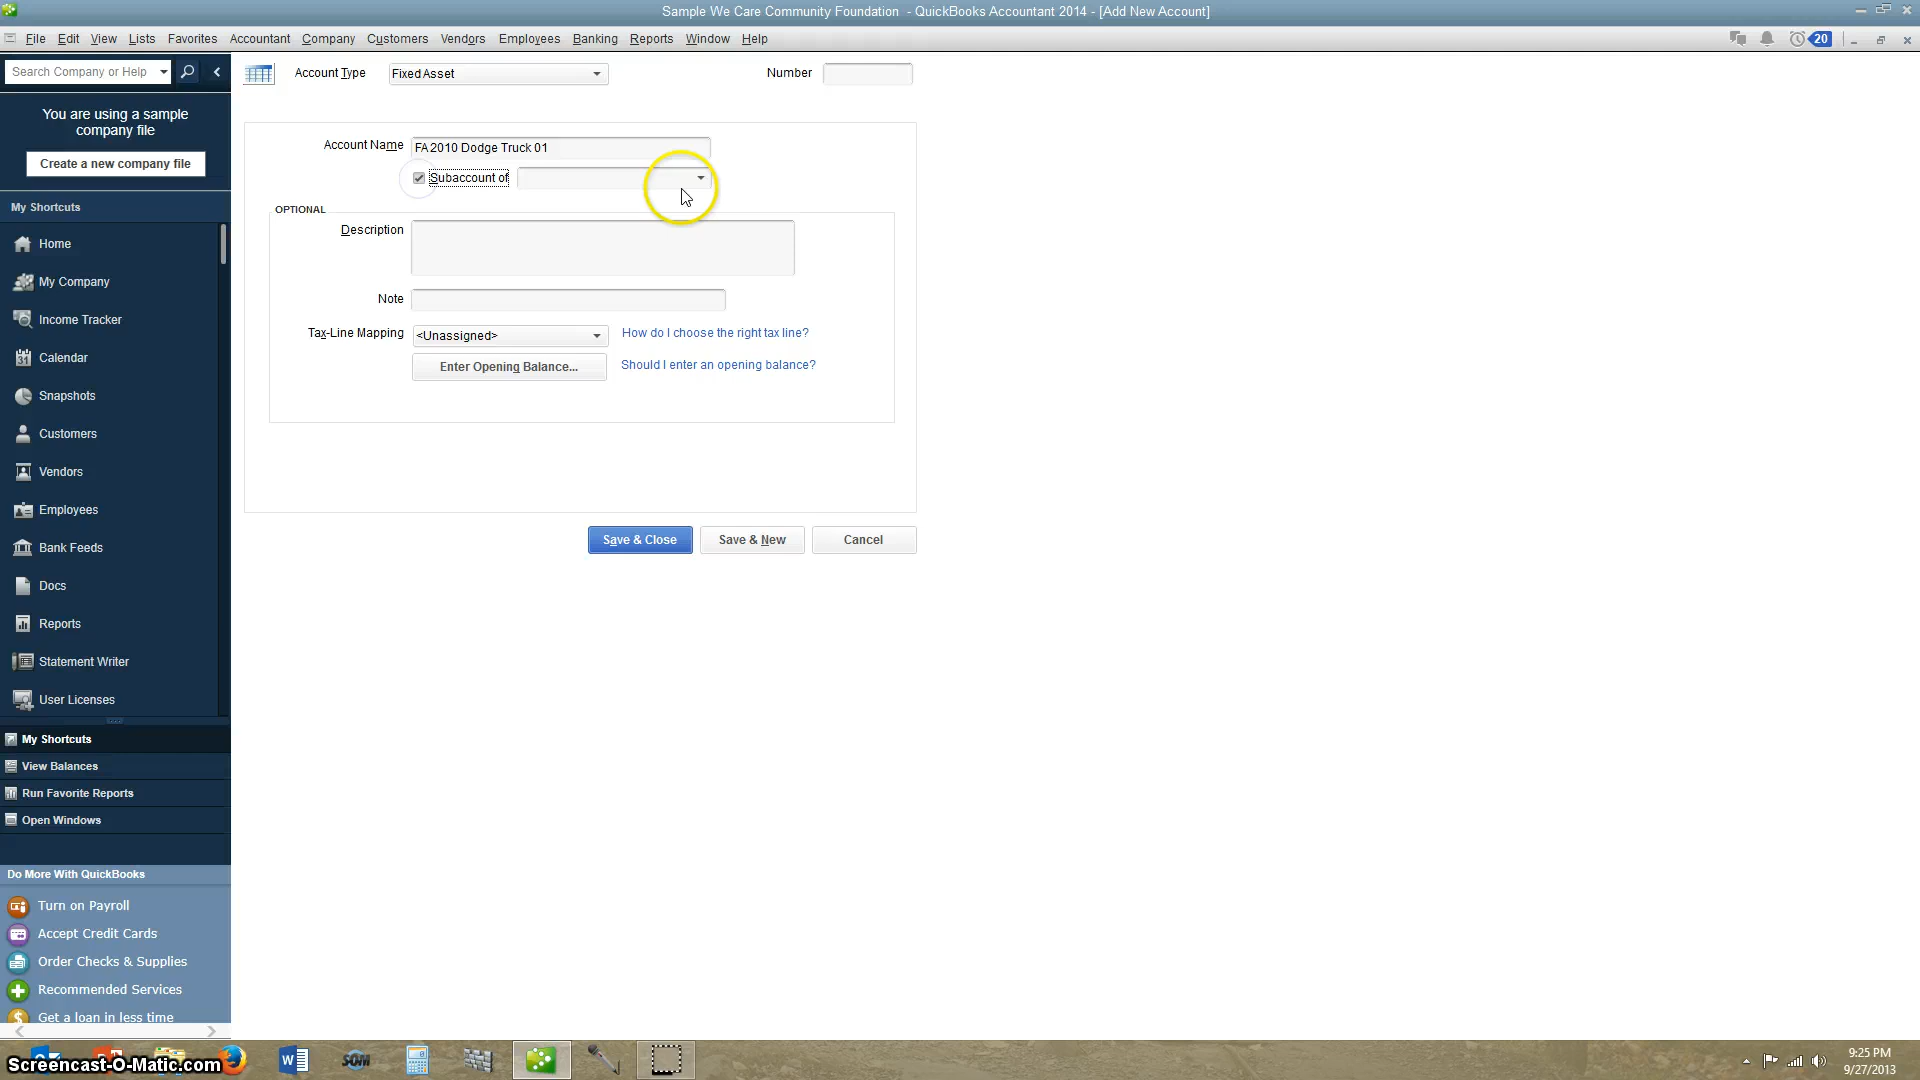 Sample We Care Community Foundation - QuickBooks Accountant 2014 - [Add New Account]
File Edit View Lists Favorites Accountant Company Customers Vendors Employees Banking Reports Window Help
20
Search Company or Help
Account Type Fixed Asset Number
You are using a sample
company file
Create a new company file
Account Name FA 2010 Dodge Truck 01
Subaccount of
OPTIONAL
Description
Note
Tax-Line Mapping <Unassigned> How do I choose the right tax line?
Enter Opening Balance... Should I enter an opening balance?
Save & Close Save & New Cancel
My Shortcuts
Home
My Company
Income Tracker
31 Calendar
Snapshots
Customers
Vendors
Employees
Bank Feeds
Docs
Reports
Statement Writer
User Licenses
My Shortcuts
View Balances
Run Favorite Reports
Open Windows
Do More With QuickBooks
Turn on Payroll
Accept Credit Cards
Order Checks & Supplies
Recommended Services
$ Get a loan in less time
Screencast-O-Matic.com
W
SOM
9:25 PM
9/27/2013